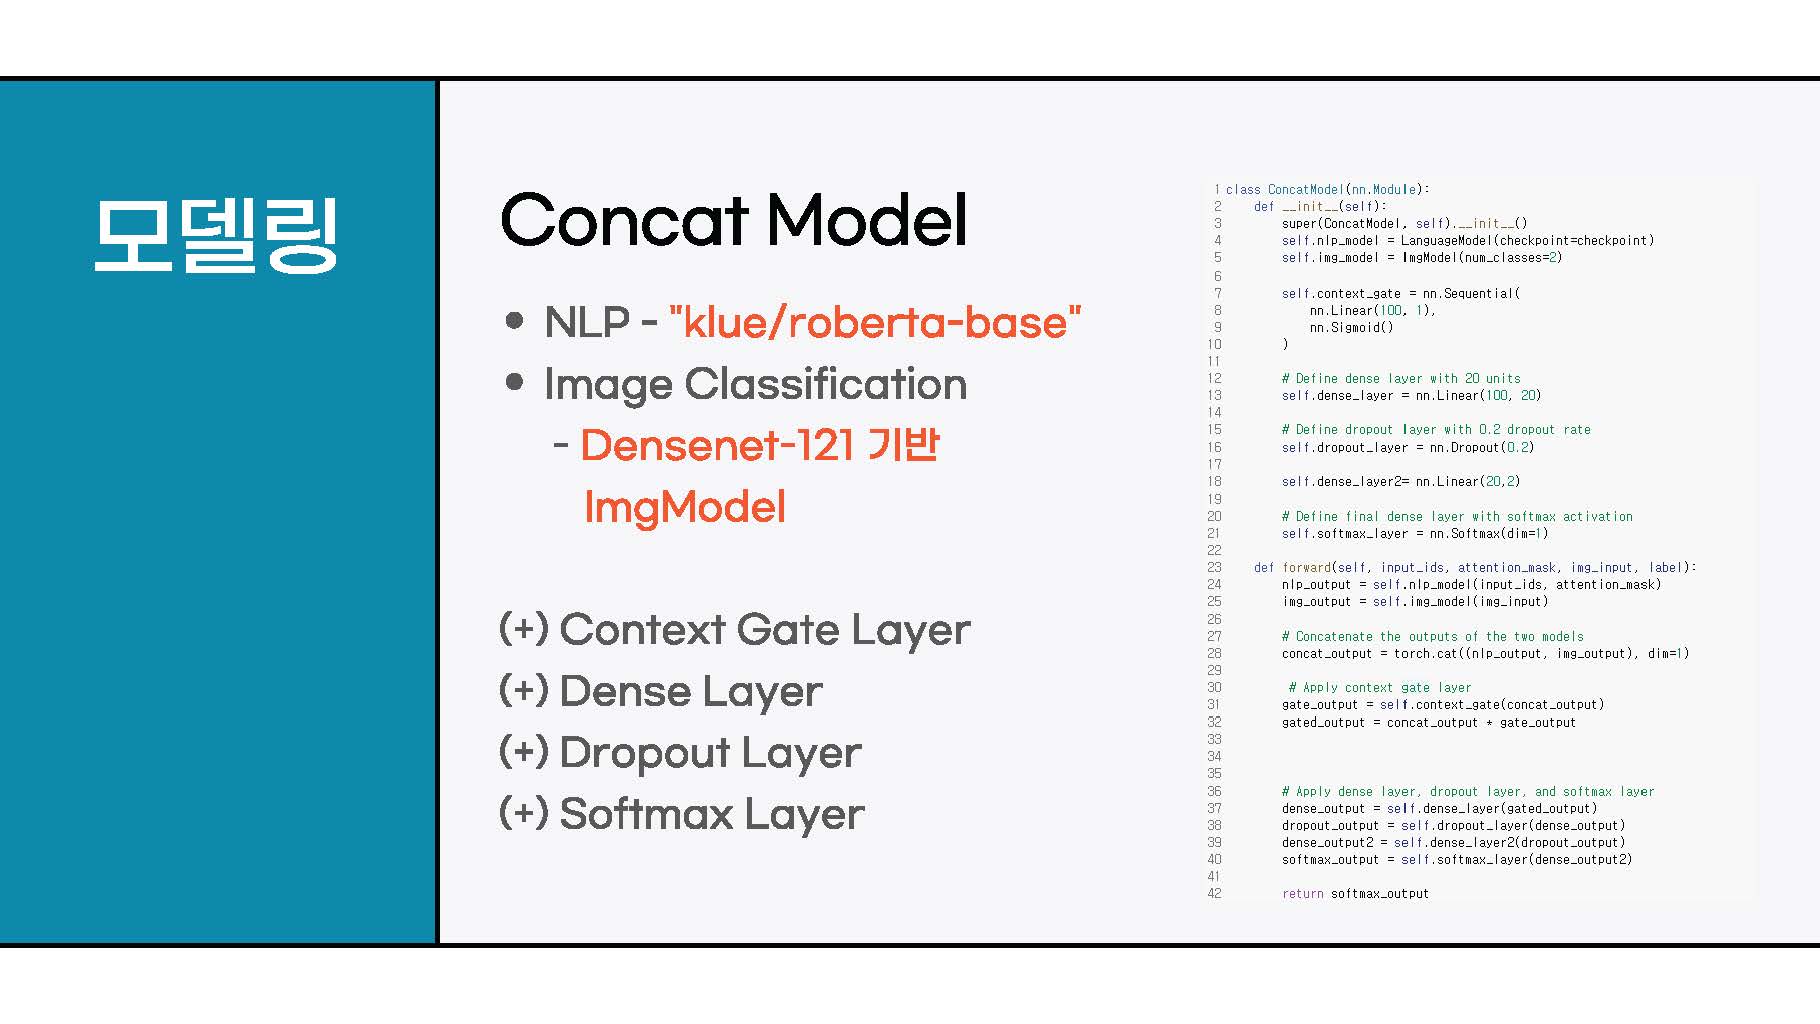 모델링
Concat Model
● NLP - "klue/roberta-base"
● Image Classification
- Densenet-121 기반
ImgModel
(+) Context Gate Layer
(+) Dense Layer
(+) Dropout Layer
(+) Softmax Layer
1 class ConcatModel(nn.Module):
2     def __init__(self):
3         super(ConcatModel, self).__init__()
4         self.nlp_model = LanguageModel(checkpoint=checkpoint)
5         self.img_model = ImgModel(num_classes=2)
6
7         self.context_gate = nn.Sequential(
8             nn.Linear(100, 1),
9             nn.Sigmoid()
10         )
11
12         # Define dense layer with 20 units
13         self.dense_layer = nn.Linear(100, 20)
14
15         # Define dropout layer with 0.2 dropout rate
16         self.dropout_layer = nn.Dropout(0.2)
17
18         self.dense_layer2= nn.Linear(20,2)
19
20         # Define final dense layer with softmax activation
21         self.softmax_layer = nn.Softmax(dim=1)
22
23     def forward(self, input_ids, attention_mask, img_input, label):
24         nlp_output = self.nlp_model(input_ids, attention_mask)
25         img_output = self.img_model(img_input)
26
27         # Concatenate the outputs of the two models
28         concat_output = torch.cat((nlp_output, img_output), dim=1)
29
30          # Apply context gate layer
31         gate_output = self.context_gate(concat_output)
32         gated_output = concat_output * gate_output
33
34
35
36         # Apply dense layer, dropout layer, and softmax layer
37         dense_output = self.dense_layer(gated_output)
38         dropout_output = self.dropout_layer(dense_output)
39         dense_output2 = self.dense_layer2(dropout_output)
40         softmax_output = self.softmax_layer(dense_output2)
41
42         return softmax_output